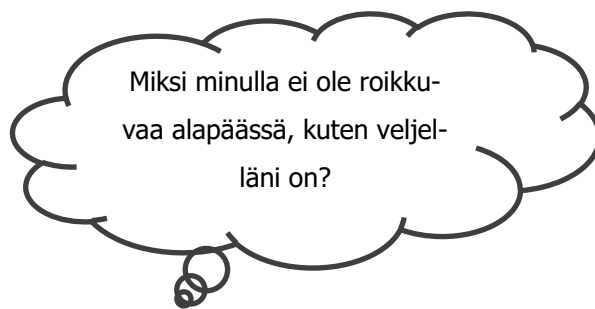 Miksi minulla ei ole roikku-
vaa alapäässä, kuten veljel-
läni on?